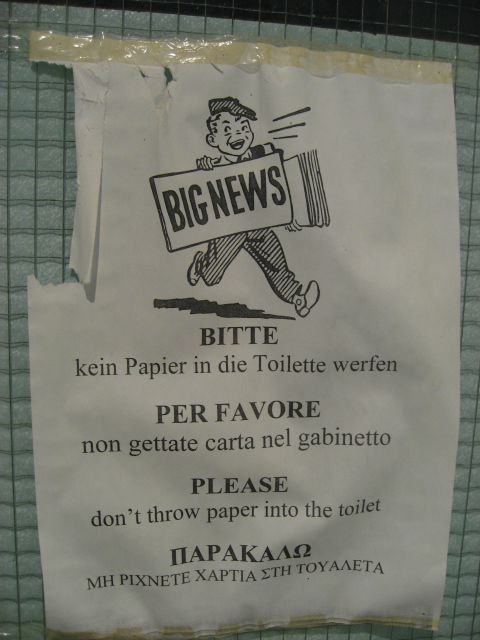 BIG NEWS
BITTE
kein Papier in die Toilette werfen
PER FAVORE
non gettate carta nel gabinetto
PLEASE
don't throw paper into the toilet
ΠΑΡΑΚΑΛΩ
ΜΗ ΡΙΧΝΕΤΕ ΧΑΡΤΙΑ ΣΤΗ ΤΟΥΑΛΕΤΑ